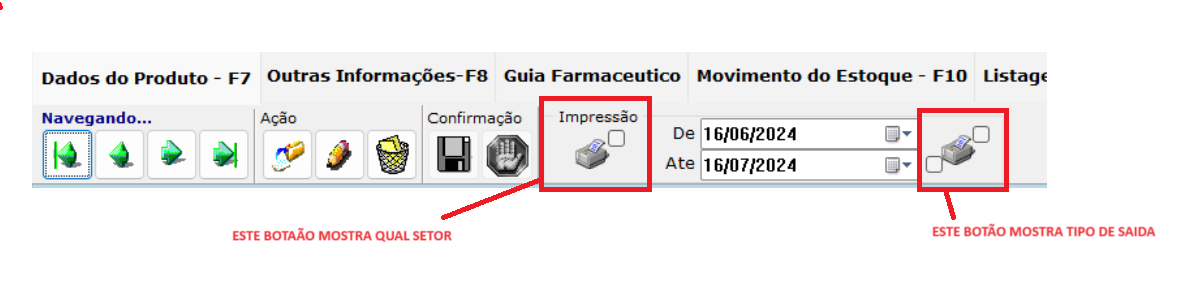 Dados do Produto - F7 Outras Informações-F8 Guia Farmaceutico Movimento do Estoque - F10 Listage
Navegando... Ação Confirmação Impressão
De 16/06/2024
Ate 16/07/2024
ESTE BOTAÃO MOSTRA QUAL SETOR
ESTE BOTÃO MOSTRA TIPO DE SAIDA